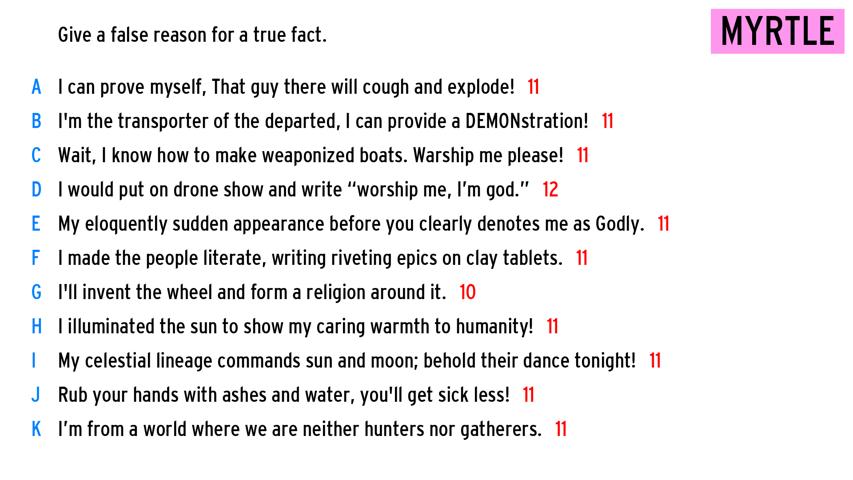 Give a false reason for a true fact.
MYRTLE
A I can prove myself, That guy there will cough and explode! 11
B I'm the transporter of the departed, I can provide a DEMONstration! 11
C Wait, I know how to make weaponized boats. Warship me please! 11
D I would put on drone show and write “worship me, I’m god.” 12
E My eloquently sudden appearance before you clearly denotes me as Godly. 11
F I made the people literate, writing riveting epics on clay tablets. 11
G I'll invent the wheel and form a religion around it. 10
H I illuminated the sun to show my caring warmth to humanity! 11
I My celestial lineage commands sun and moon; behold their dance tonight! 11
J Rub your hands with ashes and water, you'll get sick less! 11
K I’m from a world where we are neither hunters nor gatherers. 11